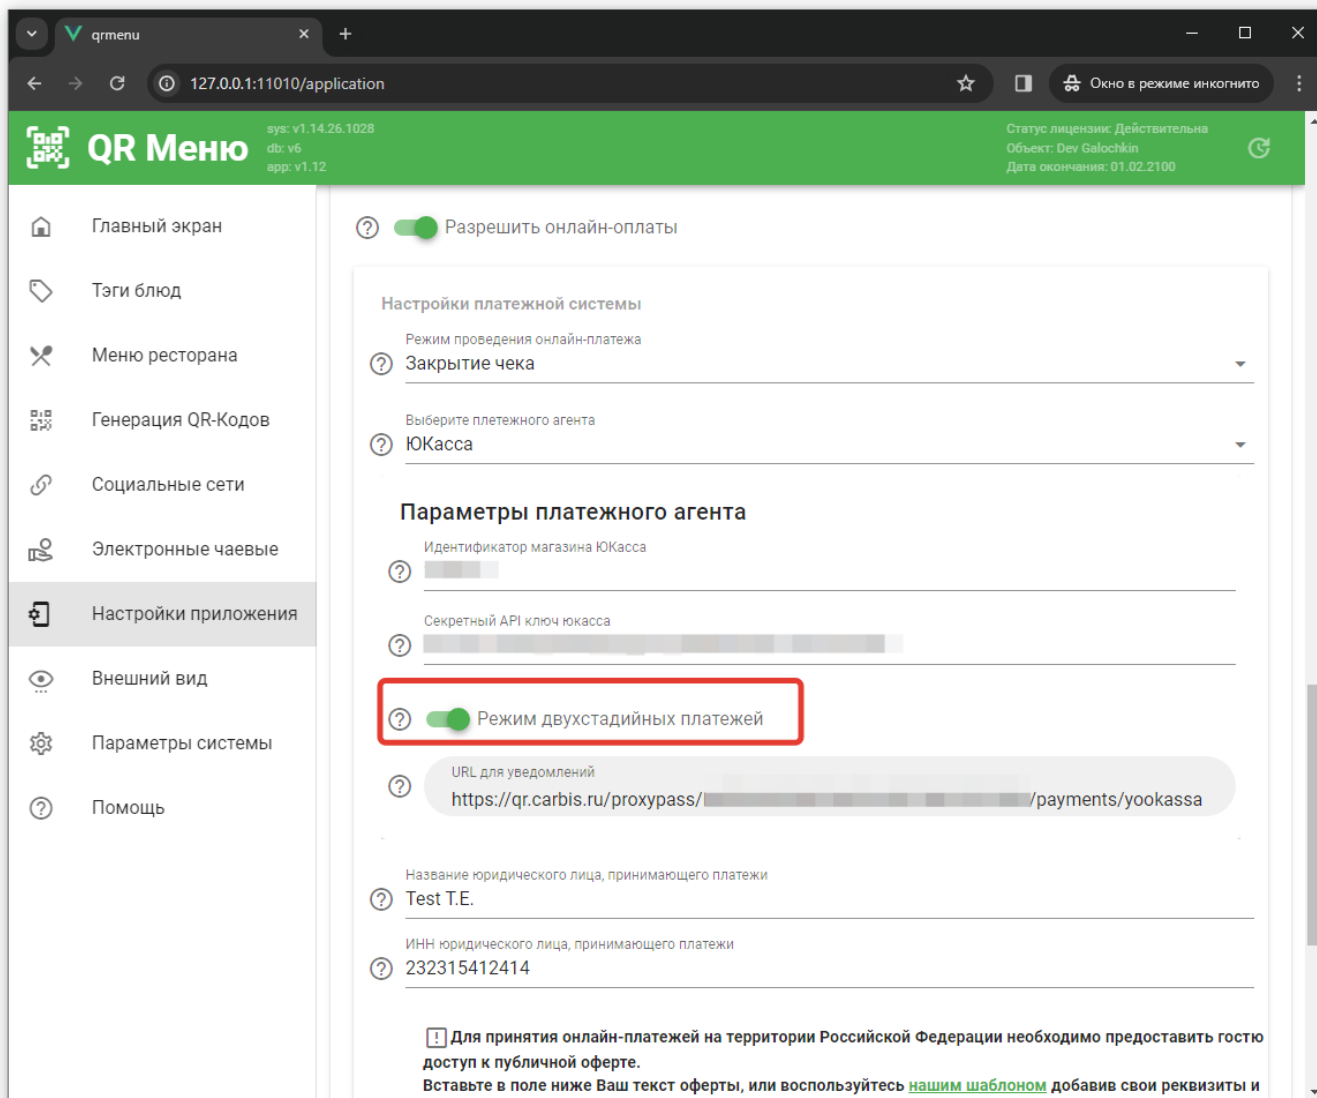 qrmenu
127.0.0.1:11010/application
Окно в режиме инкогнито
QR Меню
sys: v1.14.26.1028
db: v6
app: v1.12
Статус лицензии: Действительна
Объект: Dev Galochkin
Дата окончания: 01.02.2100
Главный экран
Тэги блюд
Меню ресторана
Генерация QR-Кодов
Социальные сети
Электронные чаевые
Настройки приложения
Внешний вид
Параметры системы
Помощь
Разрешить онлайн-оплаты
Настройки платежной системы
Режим проведения онлайн-платежа
Закрытие чека
Выберите плетежного агента
ЮКасса
Параметры платежного агента
Идентификатор магазина ЮКасса
Секретный API ключ юкасса
Режим двухстадийных платежей
URL для уведомлений
https://qr.carbis.ru/proxypass/ /payments/yookassa
Название юридического лица, принимающего платежи
Test T.E.
ИНН юридического лица, принимающего платежи
232315412414
Для принятия онлайн-платежей на территории Российской Федерации необходимо предоставить гостю
доступ к публичной оферте.
Вставьте в поле ниже Ваш текст оферты, или воспользуйтесь нашим шаблоном добавив свои реквизиты и